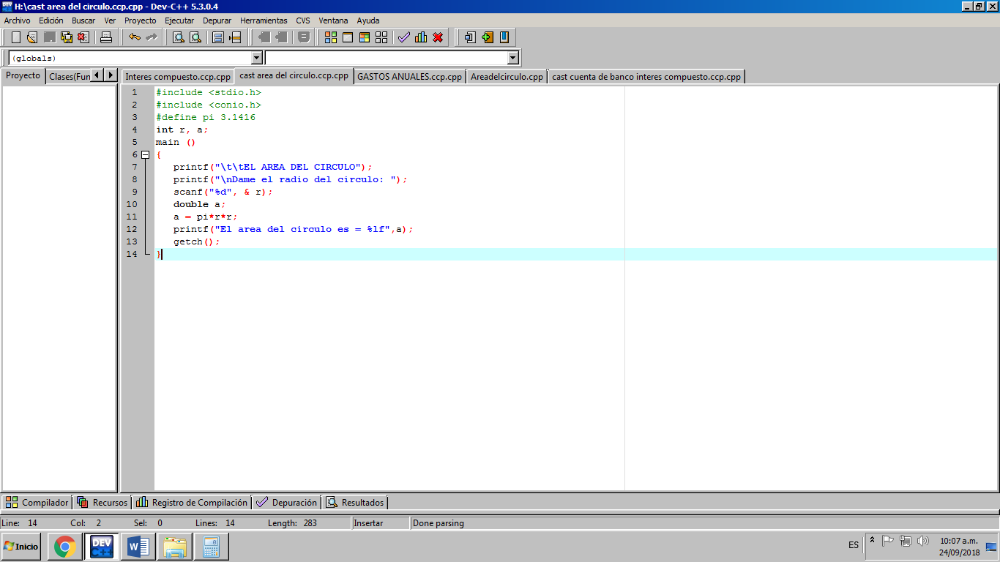 H:\cast area del circulo.ccp.cpp - Dev-C++ 5.3.0.4
Archivo Edición Buscar Ver Proyecto Ejecutar Depurar Herramientas CVS Ventana Ayuda
(globals)
Proyecto Clases(Fun Interes compuesto.ccp.cpp cast area del circulo.ccp.cpp GASTOS ANUALES.ccp.cpp Areadelcirculo.cpp cast cuenta de banco interes compuesto.ccp.cpp
1 #include <stdio.h>
2 #include <conio.h>
3 #define pi 3.1416
4 int r, a;
5 main ()
6 {
7 printf("\t\tEL AREA DEL CIRCULO");
8 printf("\nDame el radio del circulo: ");
9 scanf("%d", & r);
10 double a;
11 a = pi*r*r;
12 printf("El area del circulo es = %lf",a);
13 getch();
14 }
Compilador Recursos Registro de Compilación Depuración Resultados
Line: 14 Col: 2 Sel: 0 Lines: 14 Length: 283 Insertar Done parsing
Inicio DEV C++ W ES 10:07 a.m.
24/09/2018